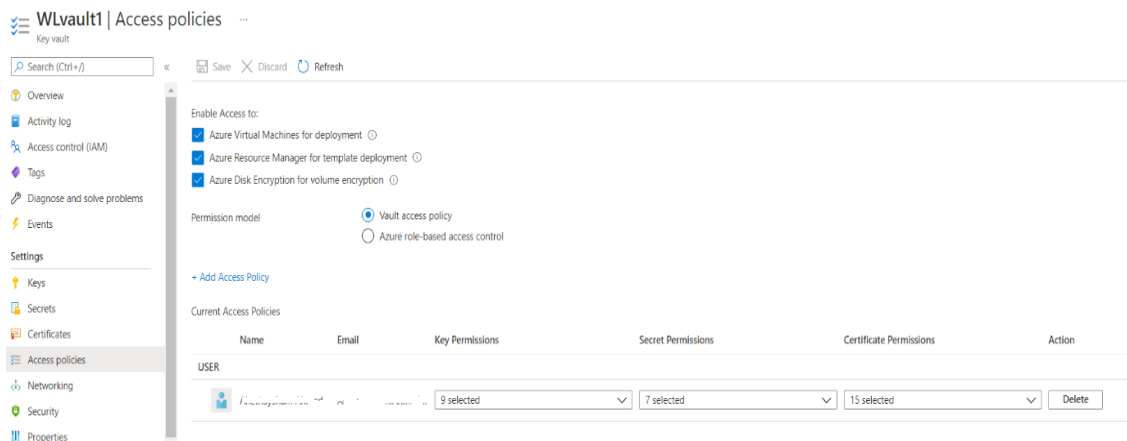 WLvault1 | Access policies ...
Key vault
Search (Ctrl+/)
«
Save
Discard
Refresh
Overview
Activity log
Access control (IAM)
Tags
Diagnose and solve problems
Events
Settings
Keys
Secrets
Certificates
Access policies
Networking
Security
Properties
Enable Access to:
Azure Virtual Machines for deployment
Azure Resource Manager for template deployment
Azure Disk Encryption for volume encryption
Permission model
Vault access policy
Azure role-based access control
+ Add Access Policy
Current Access Policies
Name Email Key Permissions Secret Permissions Certificate Permissions Action
USER
9 selected 7 selected 15 selected Delete